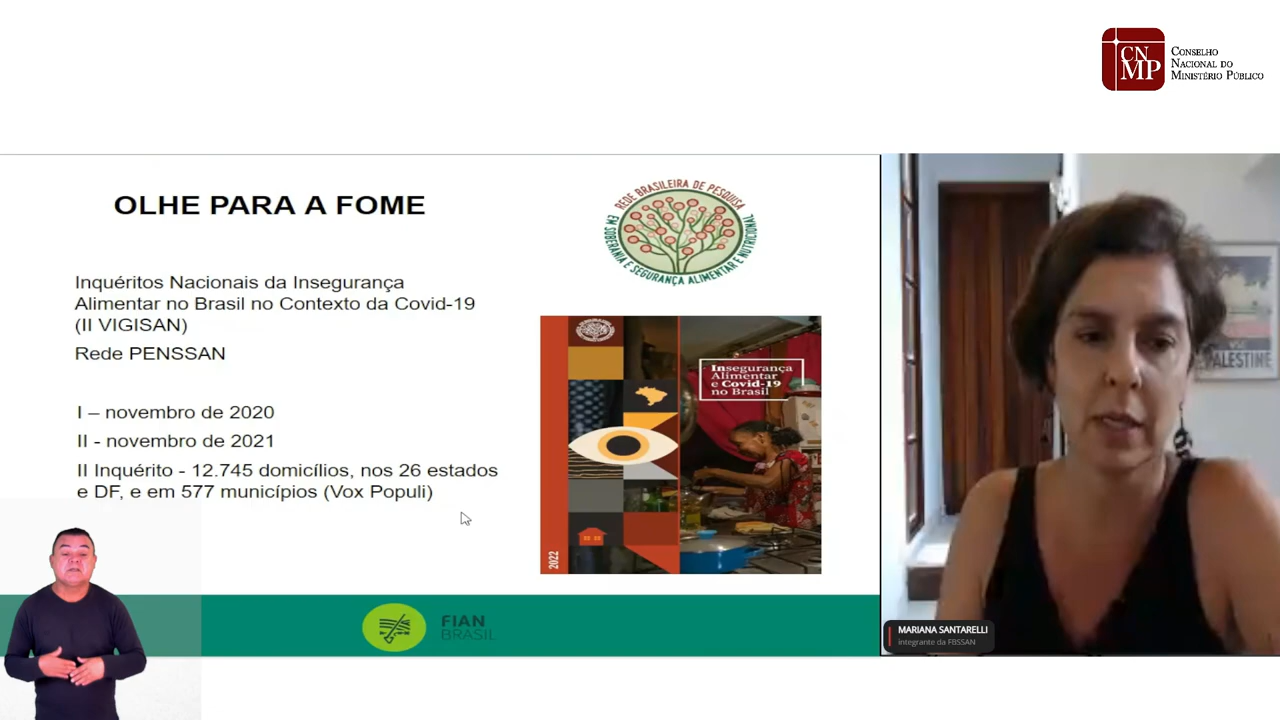 CNMP
CONSELHO
NACIONAL DO
MINISTÉRIO PÚBLICO
OLHE PARA A FOME
REDE BRASILEIRA DE PESQUISA
EM SOBERANIA E SEGURANÇA ALIMENTAR E NUTRICIONAL
Inquéritos Nacionais da Insegurança
Alimentar no Brasil no Contexto da Covid-19
(II VIGISAN)
Rede PENSSAN
I – novembro de 2020
II - novembro de 2021
II Inquérito - 12.745 domicílios, nos 26 estados
e DF, e em 577 municípios (Vox Populi)
Insegurança
Alimentar
e Covid-19
no Brasil
2022
FIAN
BRASIL
PALESTINE
MARIANA SANTARELLI
integrante da FBSSAN